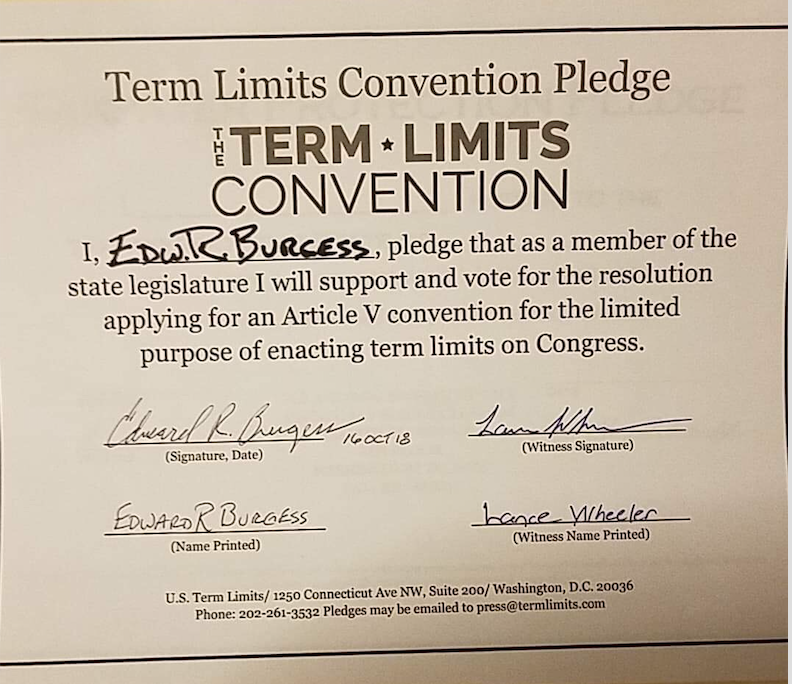 Term Limits Convention Pledge
THE TERM ★ LIMITS
CONVENTION
I, EDW. R. BURGESS, pledge that as a member of the
state legislature I will support and vote for the resolution
applying for an Article V convention for the limited
purpose of enacting term limits on Congress.
Edward R. Burgess 16 OCT 18
(Signature, Date)
(Witness Signature)
EDWARD R BURGESS
(Name Printed)
Lance Wheeler
(Witness Name Printed)
U.S. Term Limits/ 1250 Connecticut Ave NW, Suite 200/ Washington, D.C. 20036
Phone: 202-261-3532 Pledges may be emailed to press@termlimits.com